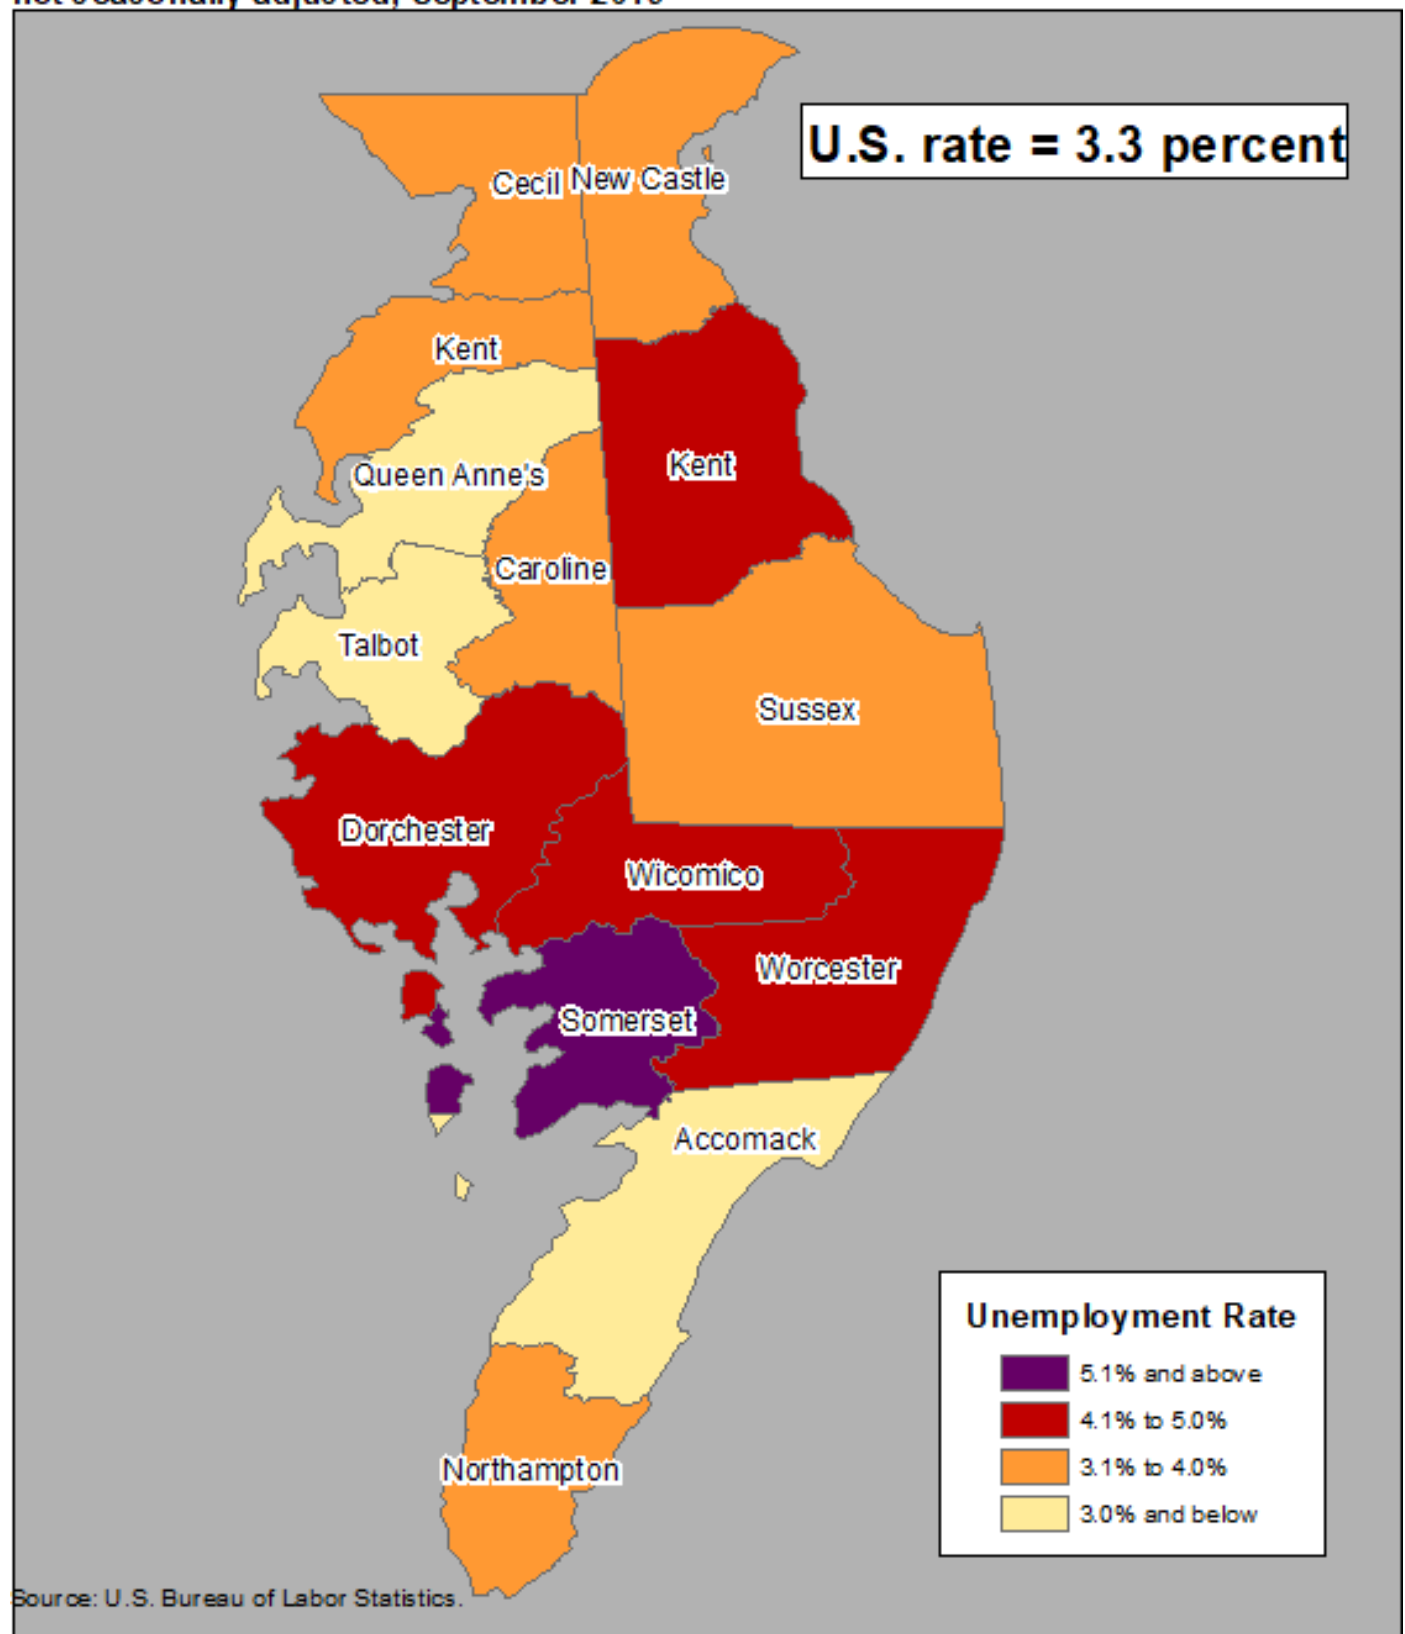 U.S. rate = 3.3 percent
Cecil
New Castle
Kent
Kent
Queen Anne's
Caroline
Talbot
Sussex
Dorchester
Wicomico
Worcester
Somerset
Accomack
Northampton
Unemployment Rate
5.1% and above
4.1% to 5.0%
3.1% to 4.0%
3.0% and below
Source: U.S. Bureau of Labor Statistics.